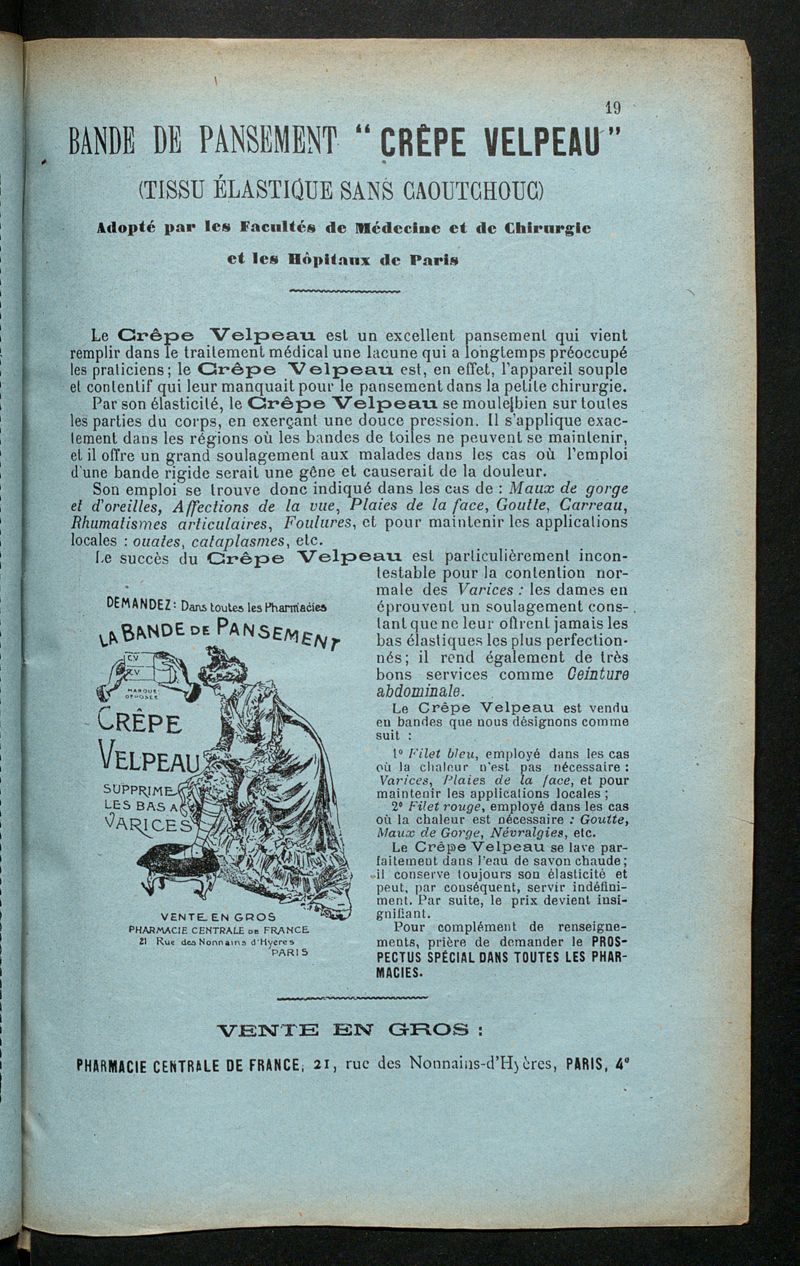 19
BANDE DE PANSEMENT “ CRÊPE VELPEAU ”
(TISSU ÉLASTIQUE SANS CAOUTCHOUC)
Adopté par les Facultés de Médecine et de Chirurgie
et les Hôpitaux de Paris
Le Crêpe Velpeau est un excellent pansement qui vient
remplir dans le traitement médical une lacune qui a longtemps préoccupé
les praticiens; le Crêpe Velpeau est, en effet, l'appareil souple
et contentif qui leur manquait pour le pansement dans la petite chirurgie.
Par son élasticité, le Crêpe Velpeau se moule bien sur toutes
les parties du corps, en exerçant une douce pression. Il s'applique exac-
tement dans les régions où les bandes de toiles ne peuvent se maintenir,
et il offre un grand soulagement aux malades dans les cas où l'emploi
d'une bande rigide serait une gêne et causerait de la douleur.
Son emploi se trouve donc indiqué dans les cas de : Maux de gorge
et d'oreilles, Affections de la vue, Plaies de la face, Goutte, Carreau,
Rhumatismes articulaires, Foulures, et pour maintenir les applications
locales : ouates, cataplasmes, etc.
Le succès du Crêpe Velpeau est particulièrement incon-
testable pour la contention nor-
male des Varices : les dames en
éprouvent un soulagement cons-
tant que ne leur offrent jamais les
bas élastiques les plus perfection-
nés; il rend également de très
bons services comme Ceinture
abdominale.
Le Crêpe Velpeau est vendu
en bandes que nous désignons comme
suit :
1º Filet bleu, employé dans les cas
où la chaleur n'est pas nécessaire :
Varices, Plaies de la face, et pour
maintenir les applications locales ;
2º Filet rouge, employé dans les cas
où la chaleur est nécessaire : Goutte,
Maux de Gorge, Névralgies, etc.
Le Crêpe Velpeau se lave par-
faitement dans l'eau de savon chaude;
il conserve toujours son élasticité et
peut, par conséquent, servir indéfini-
ment. Par suite, le prix devient insi-
gnifiant.
Pour complément de renseigne-
ments, prière de demander le PROS-
PECTUS SPÉCIAL DANS TOUTES LES PHAR-
MACIES.
DEMANDEZ : Dans toutes les Pharmacies
LA BANDE DE PANSEMENT
C.V
C.V
MARQUE
DÉPOSÉE
CRÊPE
VELPEAU
SUPPRIME
LES BAS A
VARICES
VENTE EN GROS
PHARMACIE CENTRALE DE FRANCE
21 Rue des Nonnains d'Hyères
PARIS
VENTE EN GROS :
PHARMACIE CENTRALE DE FRANCE, 21, rue des Nonnains-d'Hyères, PARIS, 4e